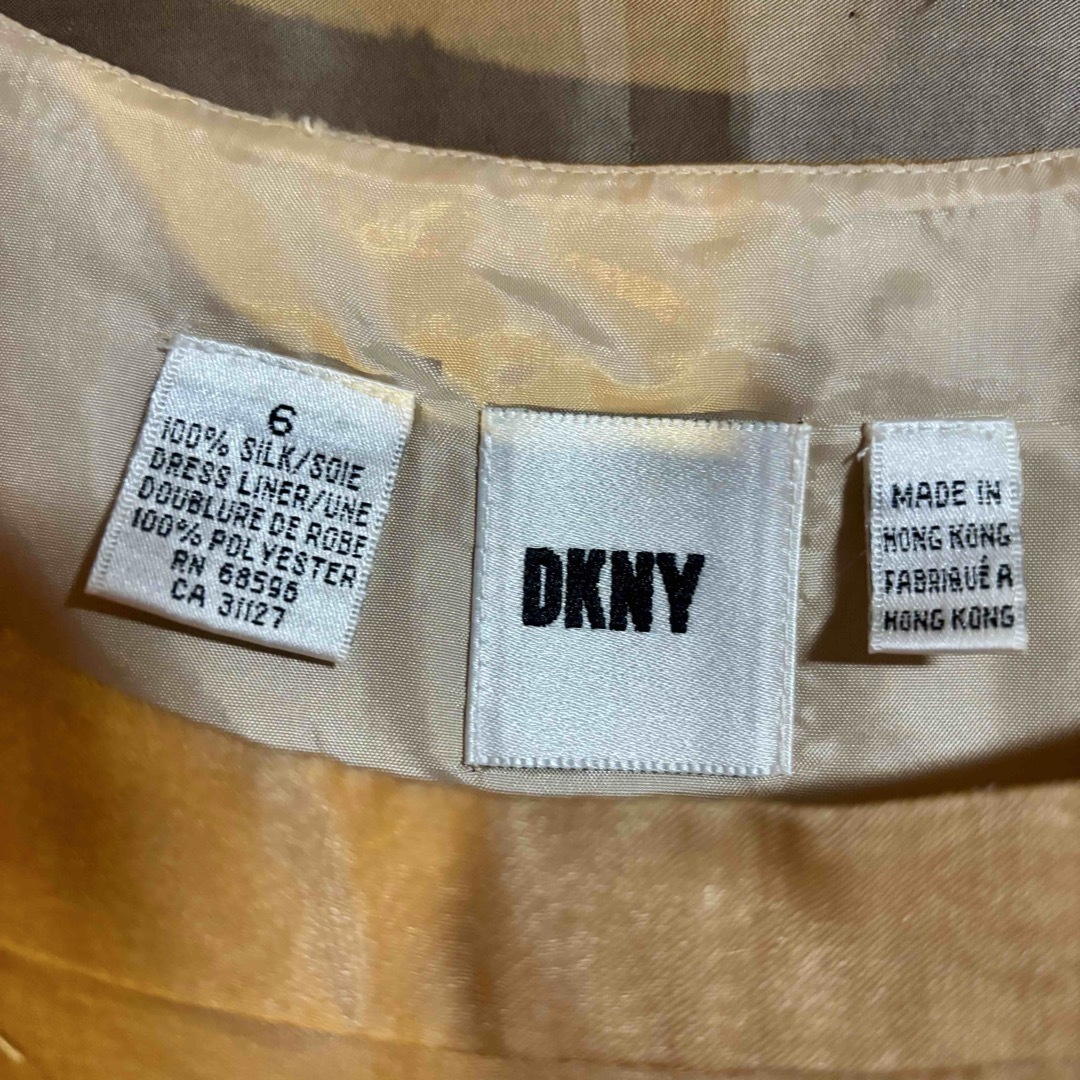 6
100% SILK/SOIE
DRESS LINER/UNE
DOUBLURE DE ROBE
100% POLYESTER
RN 68596
CA 31127
DKNY
MADE IN
HONG KONG
FABRIQUÉ A
HONG KONG